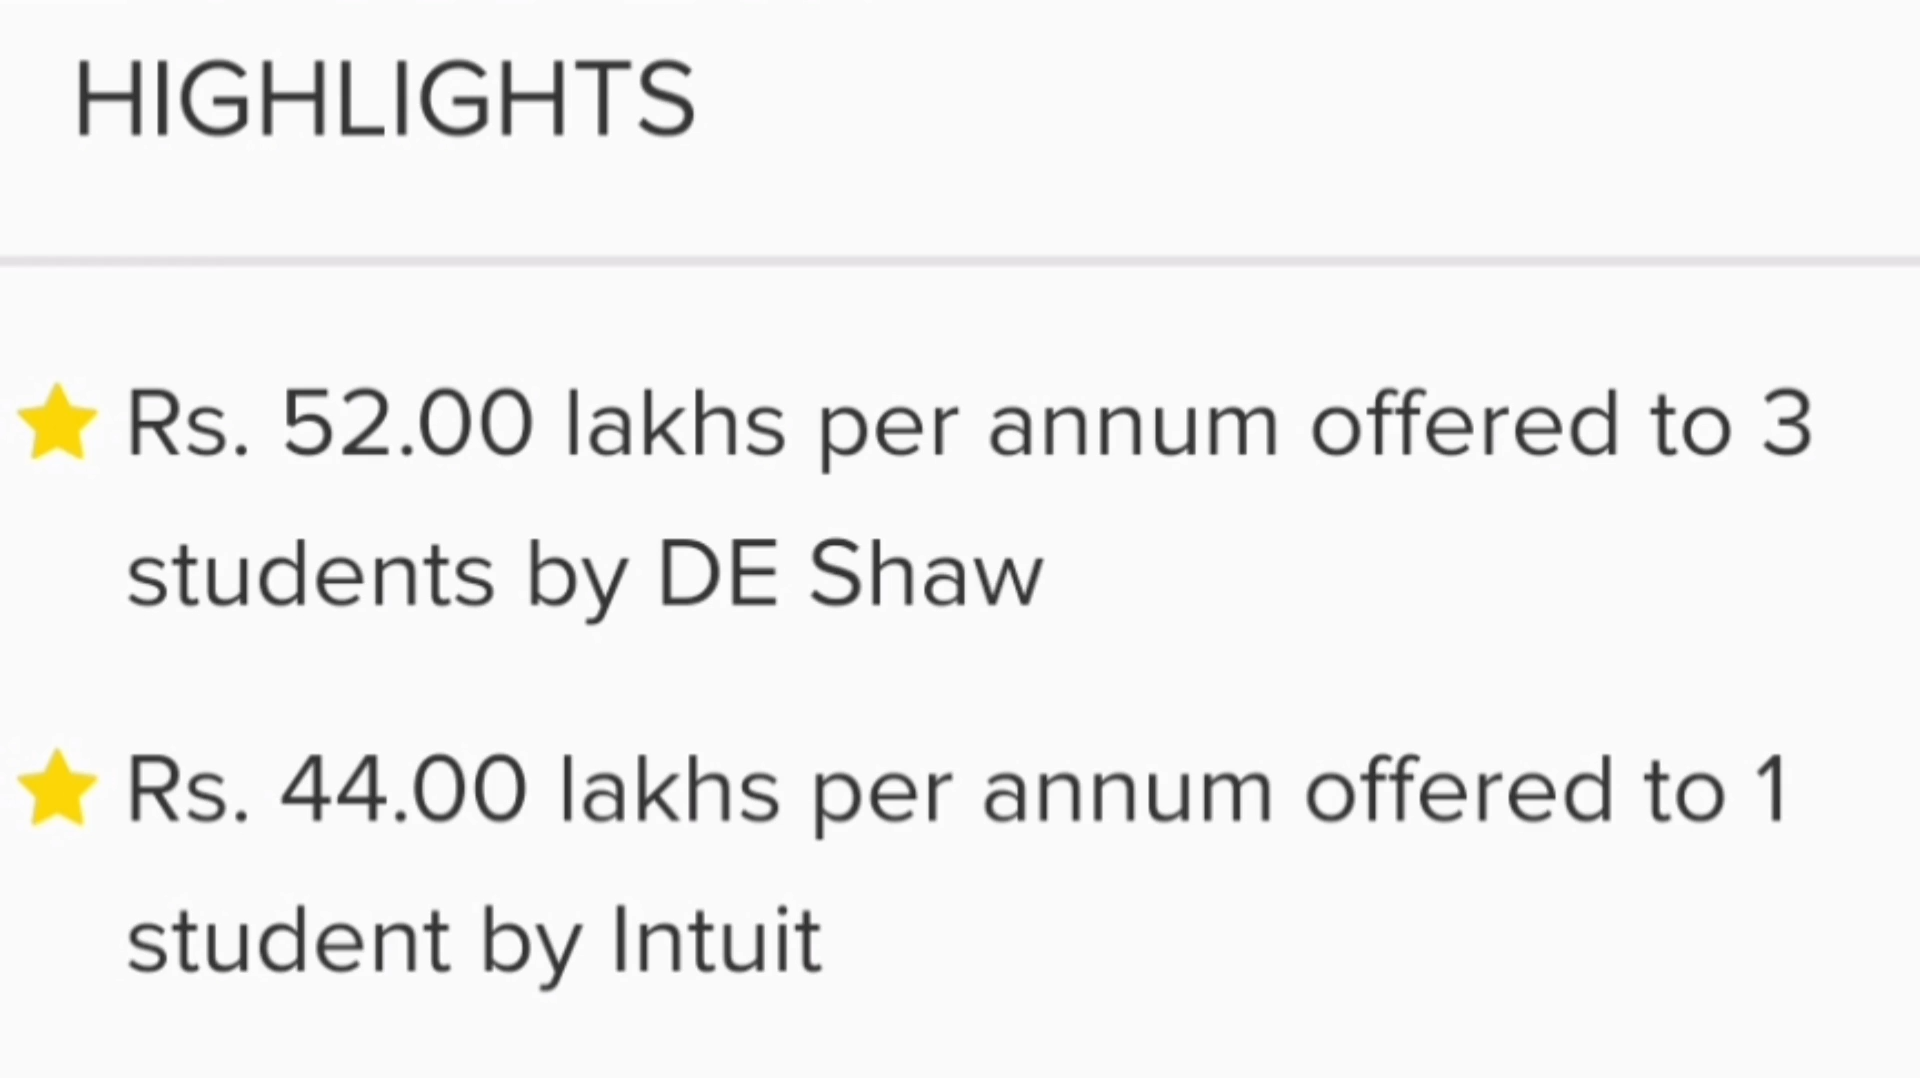 HIGHLIGHTS
Rs. 52.00 lakhs per annum offered to 3
students by DE Shaw
Rs. 44.00 lakhs per annum offered to 1
student by Intuit